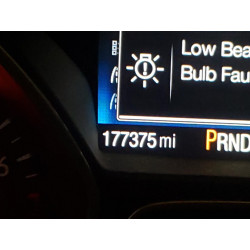 Low Bea
Bulb Fau
177375 mi PRND